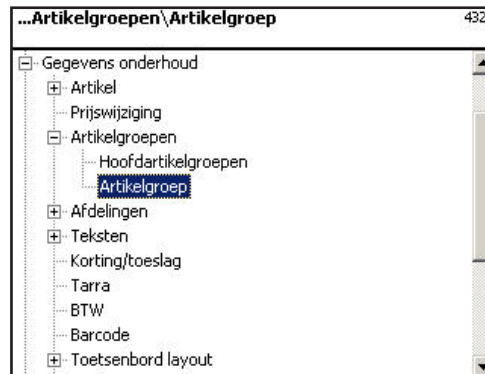 ...Artikelgroepen\Artikelgroep 432
Gegevens onderhoud
Artikel
Prijswijziging
Artikelgroepen
Hoofdartikelgroepen
Artikelgroep
Afdelingen
Teksten
Korting/toeslag
Tarra
BTW
Barcode
Toetsenbord layout